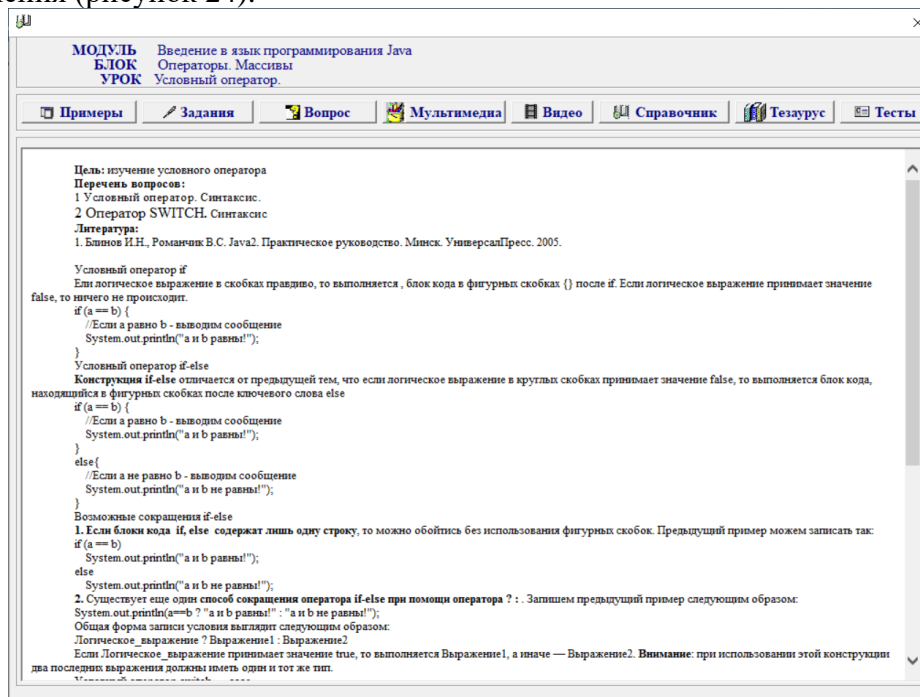 (рисунок 24).
МОДУЛЬ Введение в язык программирования Java
БЛОК Операторы. Массивы
УРОК Условный оператор.
Примеры Задания Вопрос Мультимедиа Видео Справочник Тезаурус Тесты
Цель: изучение условного оператора
Перечень вопросов:
1 Условный оператор. Синтаксис.
2 Оператор SWITCH. Синтаксис
Литература:
1. Блинов И.Н., Романчик В.С. Java2. Практическое руководство. Минск. УниверсалПресс. 2005.
Условный оператор if
Ели логическое выражение в скобках правдиво, то выполняется , блок кода в фигурных скобках {} после if. Если логическое выражение принимает значение
false, то ничего не происходит.
if (a == b) {
//Если a равно b - выводим сообщение
System.out.println("a и b равны!");
}
Условный оператор if-else
Конструкция if-else отличается от предыдущей тем, что если логическое выражение в круглых скобках принимает значение false, то выполняется блок кода,
находящийся в фигурных скобках после ключевого слова else
if (a == b) {
//Если a равно b - выводим сообщение
System.out.println("a и b равны!");
}
else{
//Если a не равно b - выводим сообщение
System.out.println("a и b не равны!");
}
Возможные сокращения if-else
1. Если блоки кода if, else содержат лишь одну строку, то можно обойтись без использования фигурных скобок. Предыдущий пример можем записать так:
if (a == b)
System.out.println("a и b равны!");
else
System.out.println("a и b не равны!");
2. Существует еще один способ сокращения оператора if-else при помощи оператора ? : . Запишем предыдущий пример следующим образом:
System.out.println(a==b ? "a и b равны!" : "a и b не равны!");
Общая форма записи условия выглядит следующим образом:
Логическое_выражение ? Выражение1 : Выражение2
Если Логическое_выражение принимает значение true, то выполняется Выражение1, а иначе — Выражение2. Внимание: при использовании этой конструкции
два последних выражения должны иметь один и тот же тип.